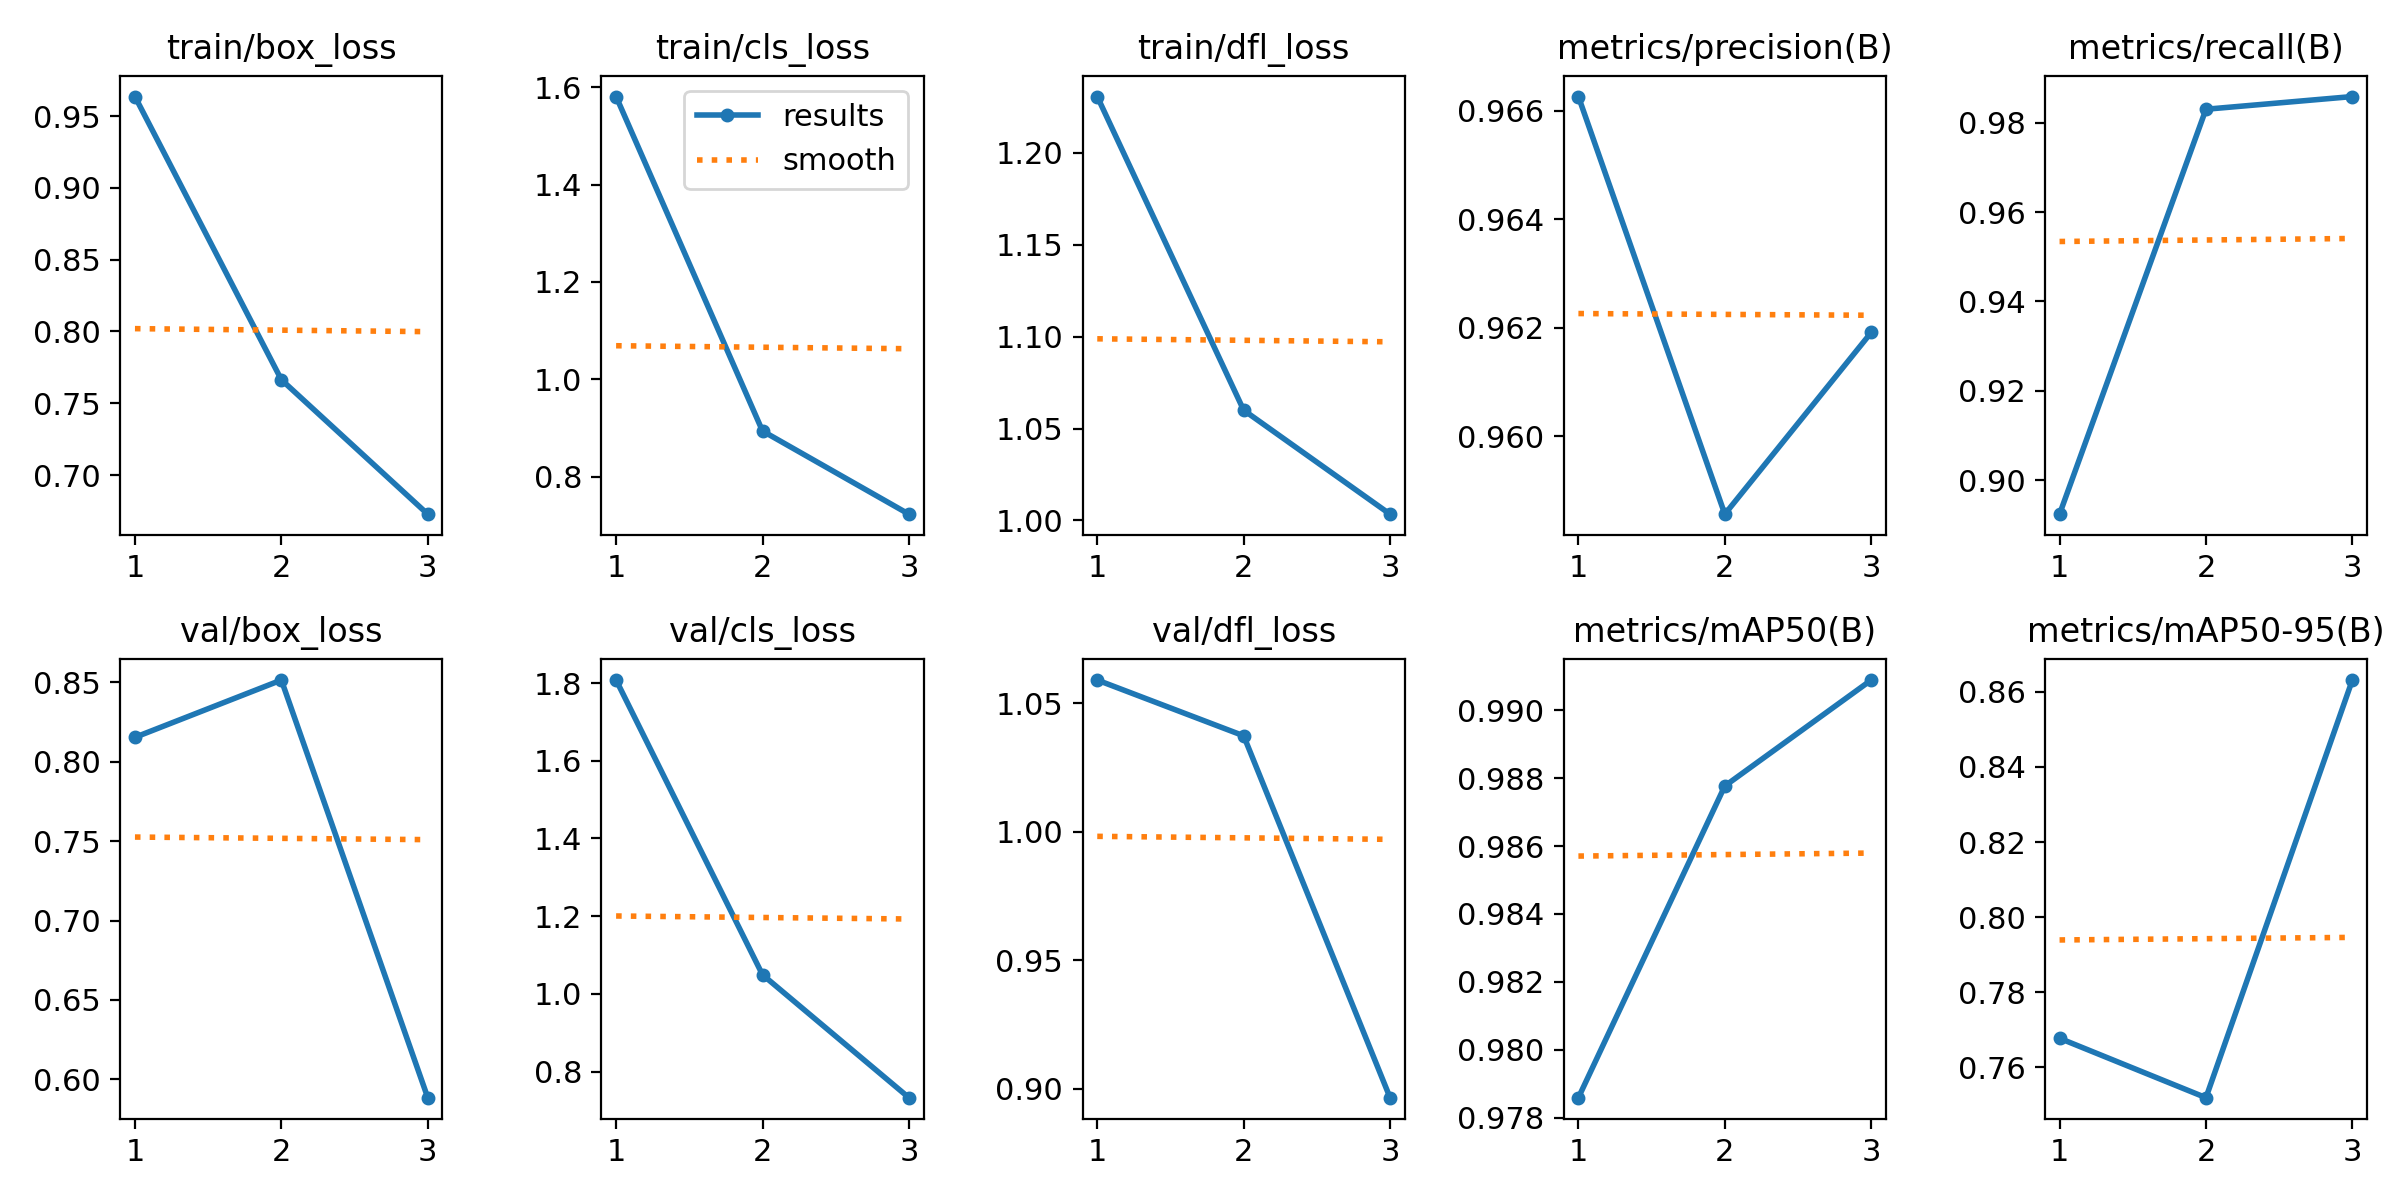 train/box_loss
0.95
0.90
0.85
0.80
0.75
0.70
1 2 3
train/cls_loss
1.6
1.4
1.2
1.0
0.8
results
smooth
1 2 3
train/dfl_loss
1.20
1.15
1.10
1.05
1.00
1 2 3
metrics/precision(B)
0.966
0.964
0.962
0.960
1 2 3
metrics/recall(B)
0.98
0.96
0.94
0.92
0.90
1 2 3
val/box_loss
0.85
0.80
0.75
0.70
0.65
0.60
1 2 3
val/cls_loss
1.8
1.6
1.4
1.2
1.0
0.8
1 2 3
val/dfl_loss
1.05
1.00
0.95
0.90
1 2 3
metrics/mAP50(B)
0.990
0.988
0.986
0.984
0.982
0.980
0.978
1 2 3
metrics/mAP50-95(B)
0.86
0.84
0.82
0.80
0.78
0.76
1 2 3